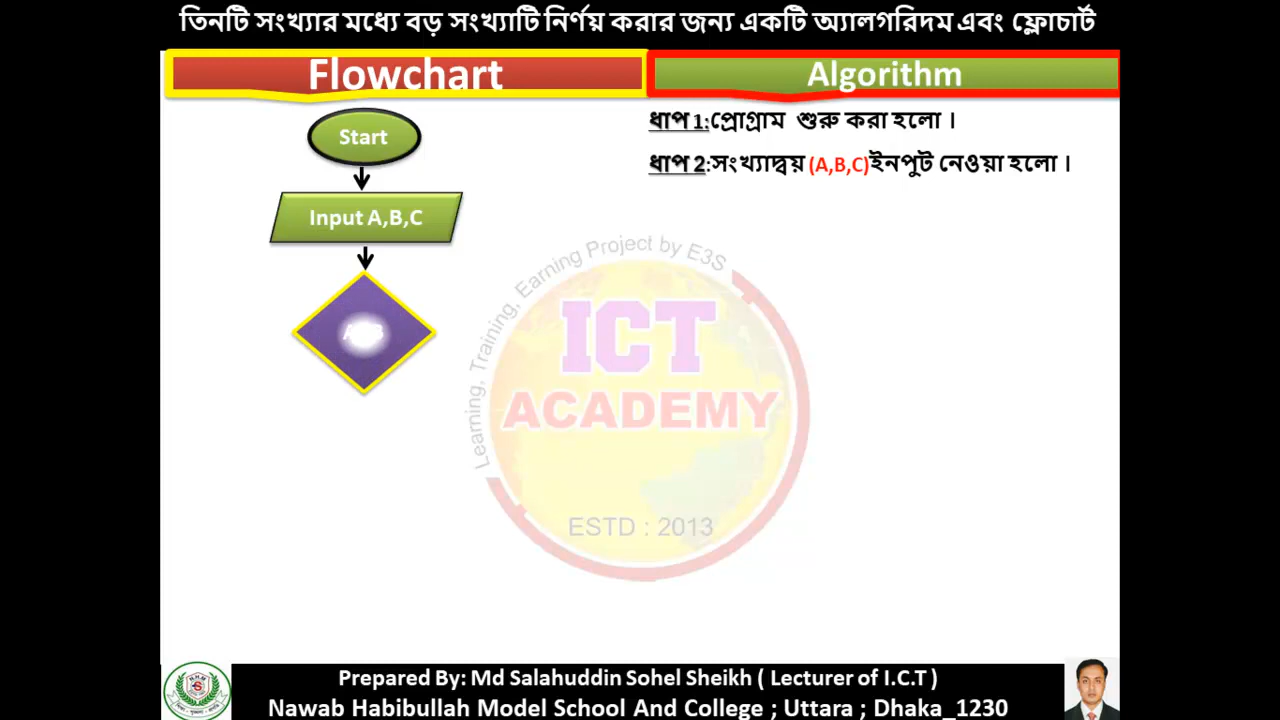 তিনটি সংখ্যার মধ্যে বড় সংখ্যাটি নির্ণয় করার জন্য একটি অ্যালগরিদম এবং ফ্লোচার্ট
Flowchart
Algorithm
Start
Input A,B,C
ধাপ 1:প্রোগ্রাম শুরু করা হলো ।
ধাপ 2:সংখ্যাদ্বয় (A,B,C)ইনপুট নেওয়া হলো ।
Learning, Training, Earning Project by E3S
ICT
ACADEMY
ESTD : 2013
Prepared By: Md Salahuddin Sohel Sheikh ( Lecturer of I.C.T )
Nawab Habibullah Model School And College ; Uttara ; Dhaka_1230